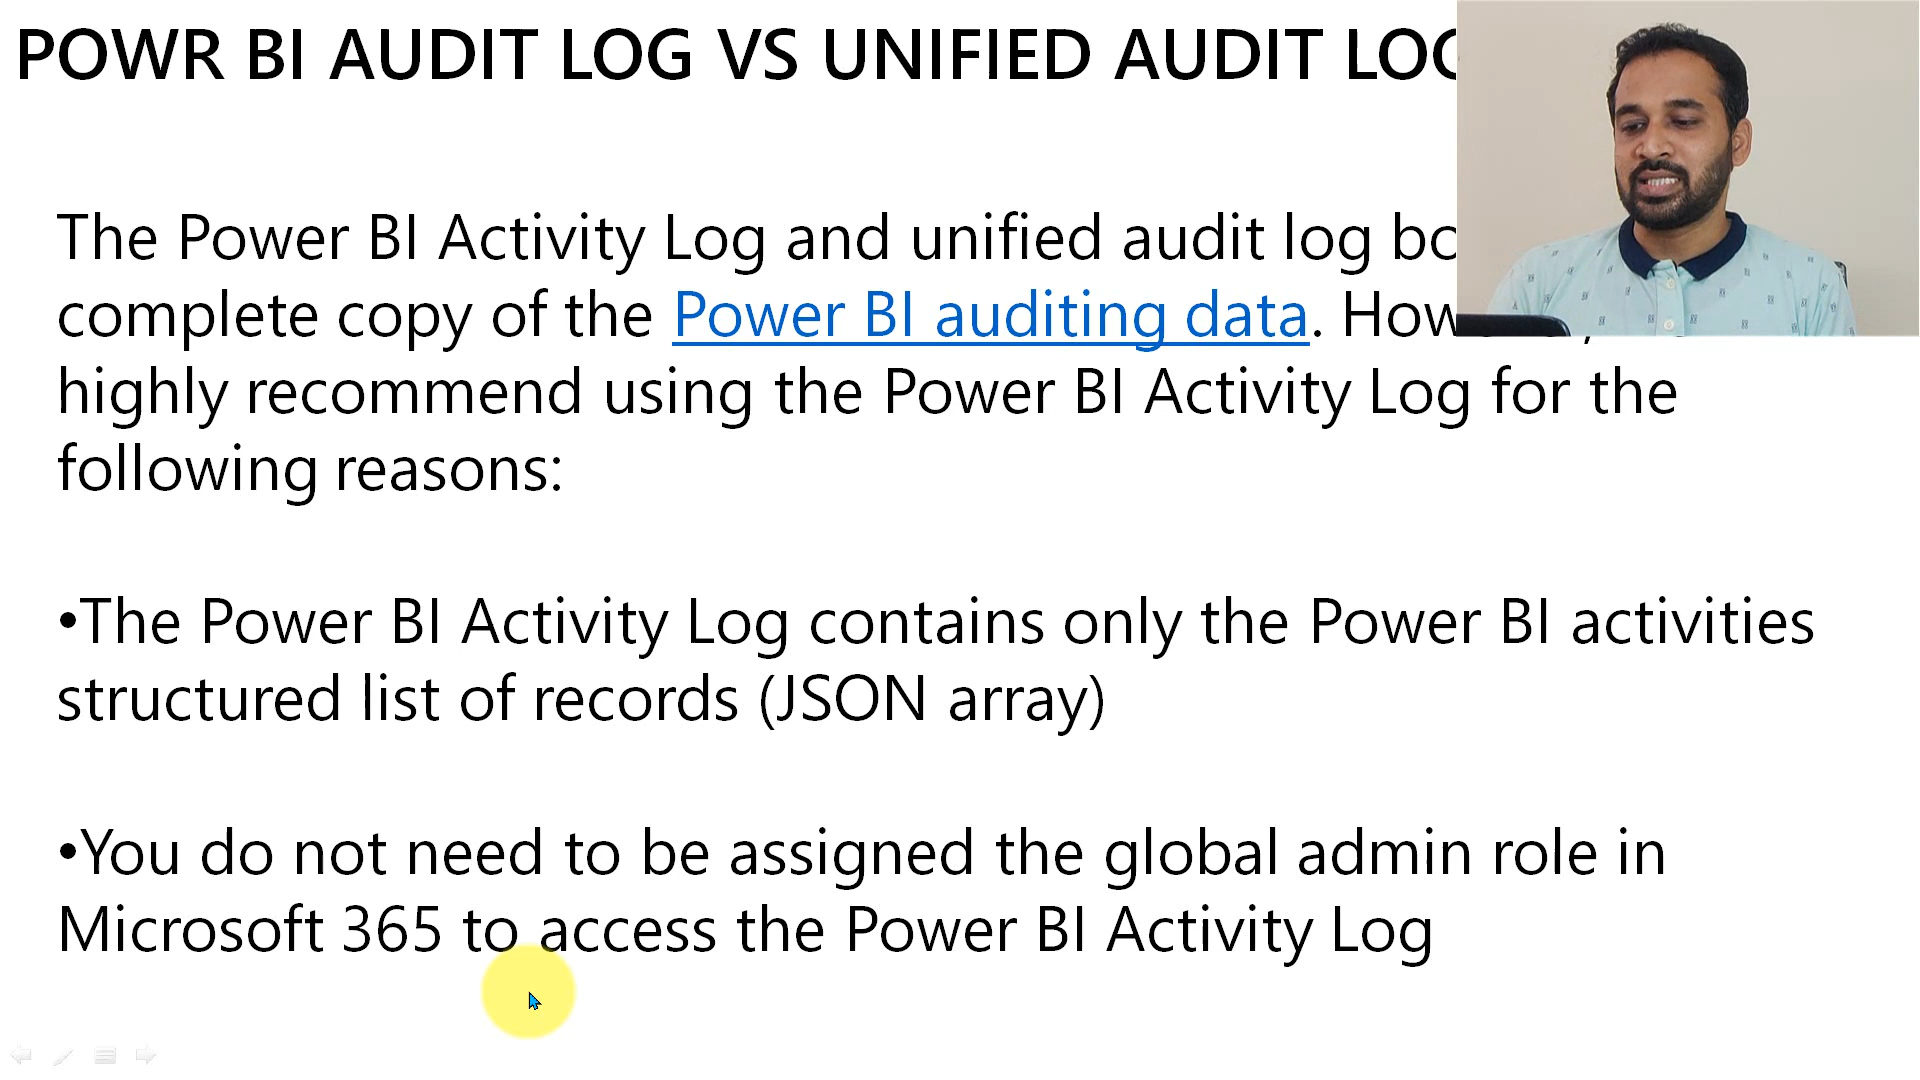 POWR BI AUDIT LOG VS UNIFIED AUDIT LOG
The Power BI Activity Log and unified audit log
complete copy of the Power BI auditing data.
highly recommend using the Power BI Activity Log for the
following reasons:
•The Power BI Activity Log contains only the Power BI activities
structured list of records (JSON array)
•You do not need to be assigned the global admin role in
Microsoft 365 to access the Power BI Activity Log